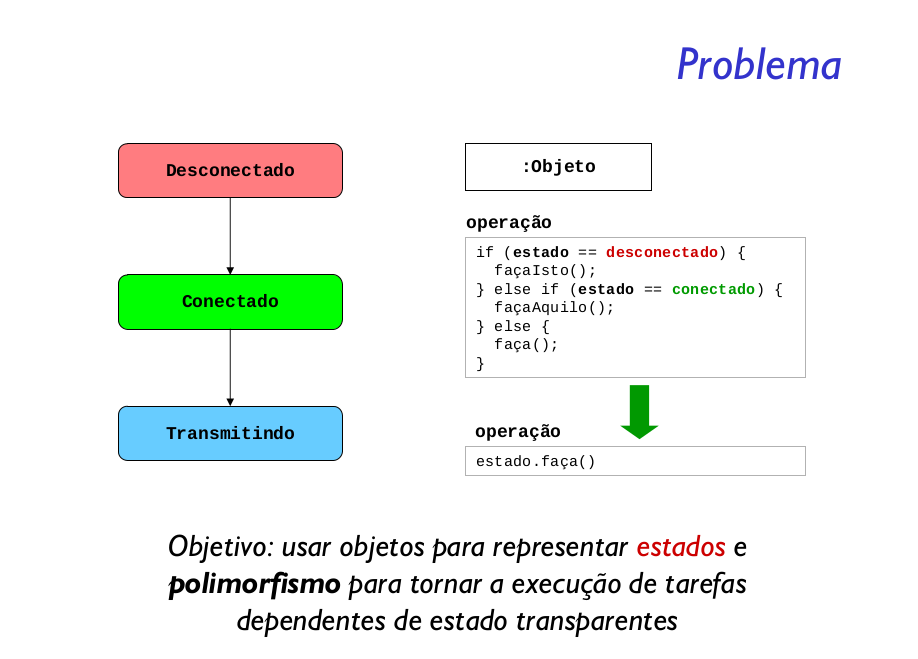 Problema
Desconectado
Conectado
Transmitindo
:Objeto
operação
if (estado == desconectado) {
  façaIsto();
} else if (estado == conectado) {
  façaAquilo();
} else {
  faça();
}
operação
estado.faça()
Objetivo: usar objetos para representar estados e
polimorfismo para tornar a execução de tarefas
dependentes de estado transparentes